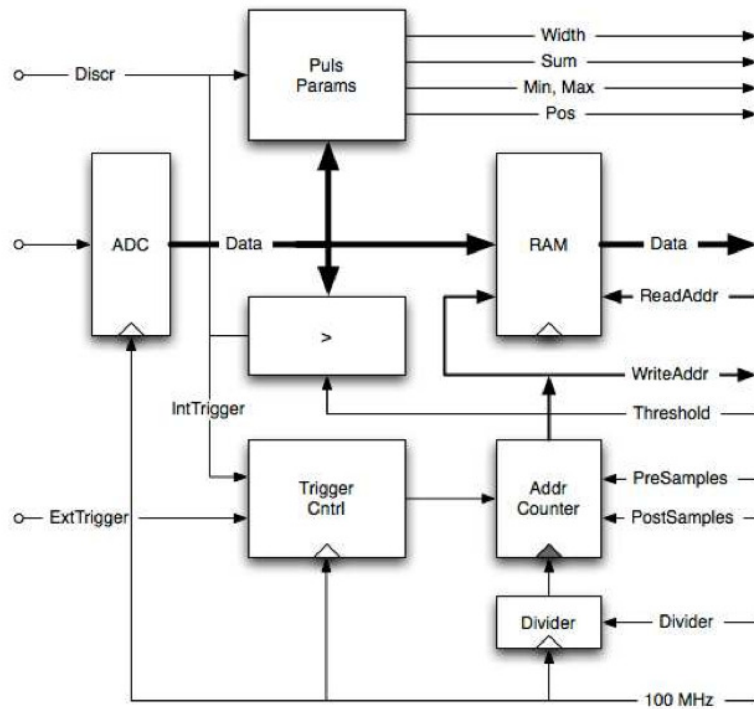 Width
Discr
Puls
Params
Sum
Min, Max
Pos
ADC
Data
RAM
Data
ReadAddr
>
WriteAddr
IntTrigger
Threshold
Trigger
Cntrl
Addr
Counter
PreSamples
ExtTrigger
PostSamples
Divider
Divider
100 MHz